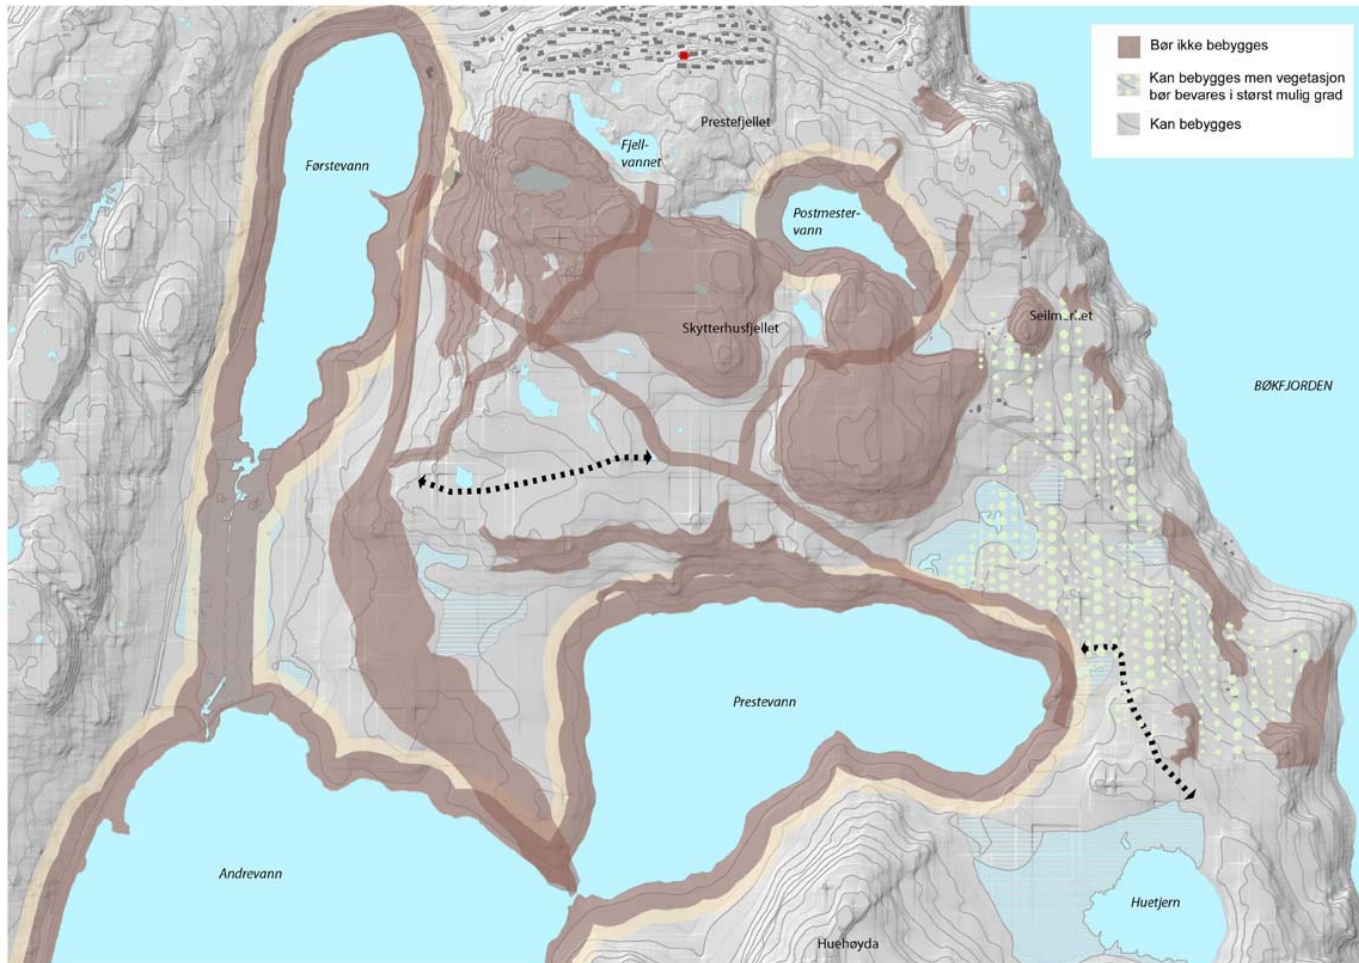 Bør ikke bebygges
Kan bebygges men vegetasjon
bør bevares i størst mulig grad
Kan bebygges
Prestefjellet
Fjell-
vannet
Førstevann
Postmester-
vann
Skytterhusfjellet
Seilmerket
BØKFJORDEN
Prestevann
Andrevann
Huetjern
Huehøyda